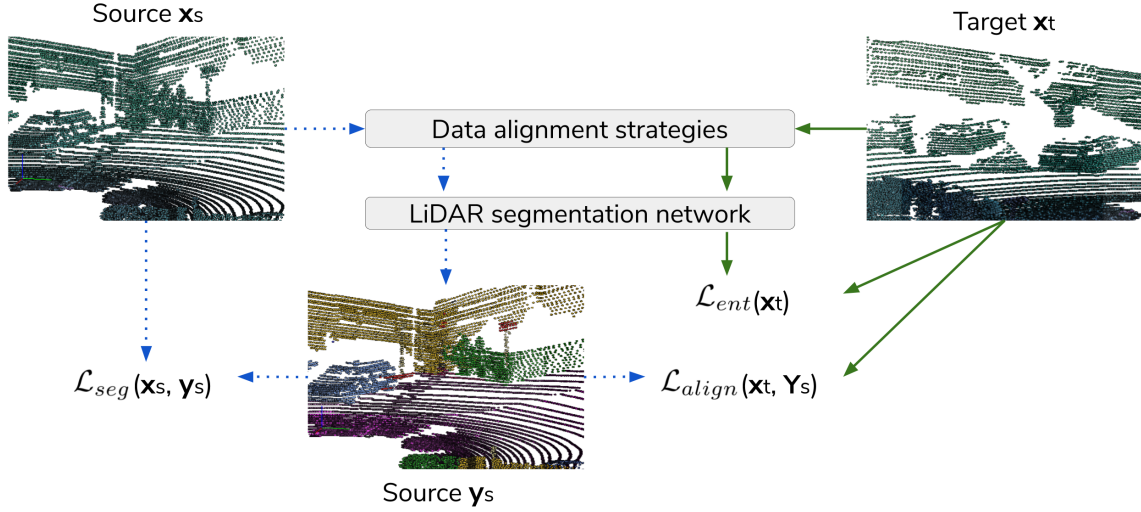 Source xs
Target xt
Data alignment strategies
LiDAR segmentation network
ℒent(xt)
ℒseg(xs, ys)
ℒalign(xt, Ys)
Source ys